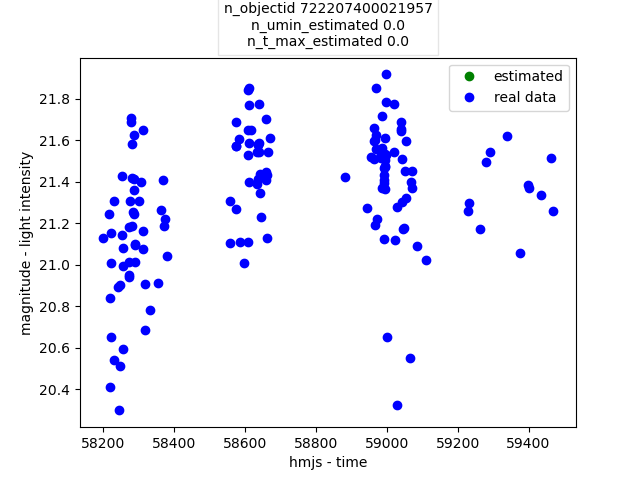 n_objectid 722207400021957
n_umin_estimated 0.0
n_t_max_estimated 0.0
estimated
real data
21.8
21.6
21.4
21.2
21.0
20.8
20.6
20.4
magnitude - light intensity
58200 58400 58600 58800 59000 59200 59400
hmjs - time